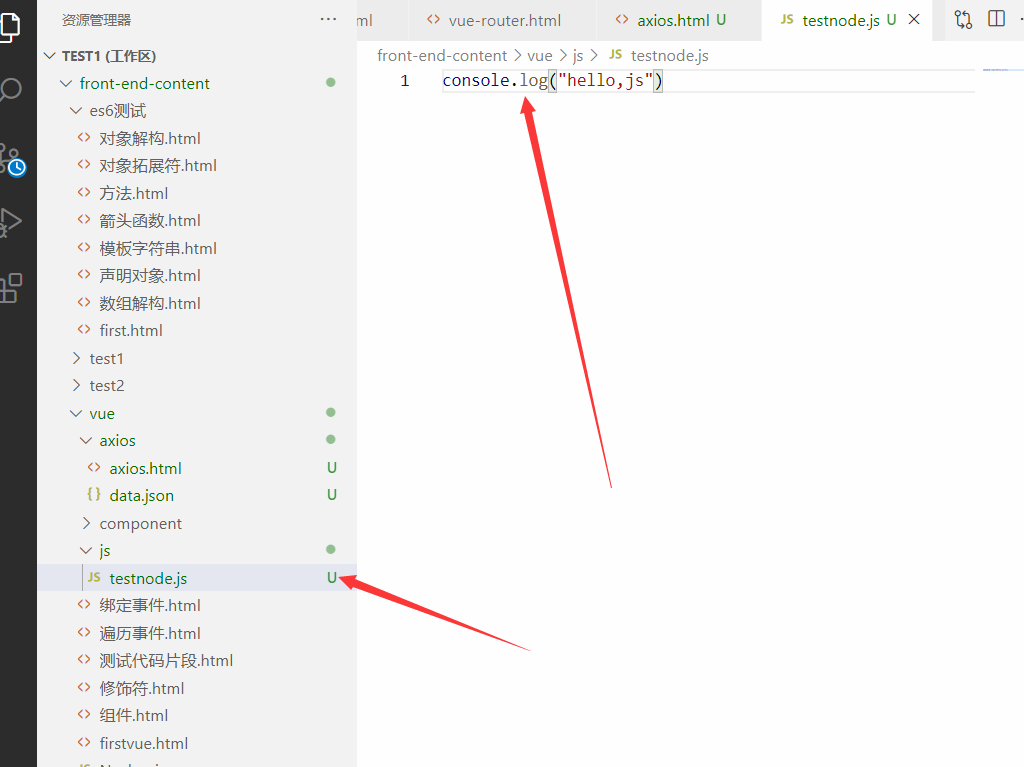 资源管理器 ···
TEST1 (工作区)
front-end-content
es6测试
对象解构.html
对象拓展符.html
方法.html
箭头函数.html
模板字符串.html
声明对象.html
数组解构.html
first.html
test1
test2
vue
axios
axios.html U
data.json U
component
js
JS testnode.js U
绑定事件.html
遍历事件.html
测试代码片段.html
修饰符.html
组件.html
firstvue.html
ml vue-router.html axios.html U JS testnode.js U
front-end-content > vue > js > JS testnode.js
1 console.log("hello,js")